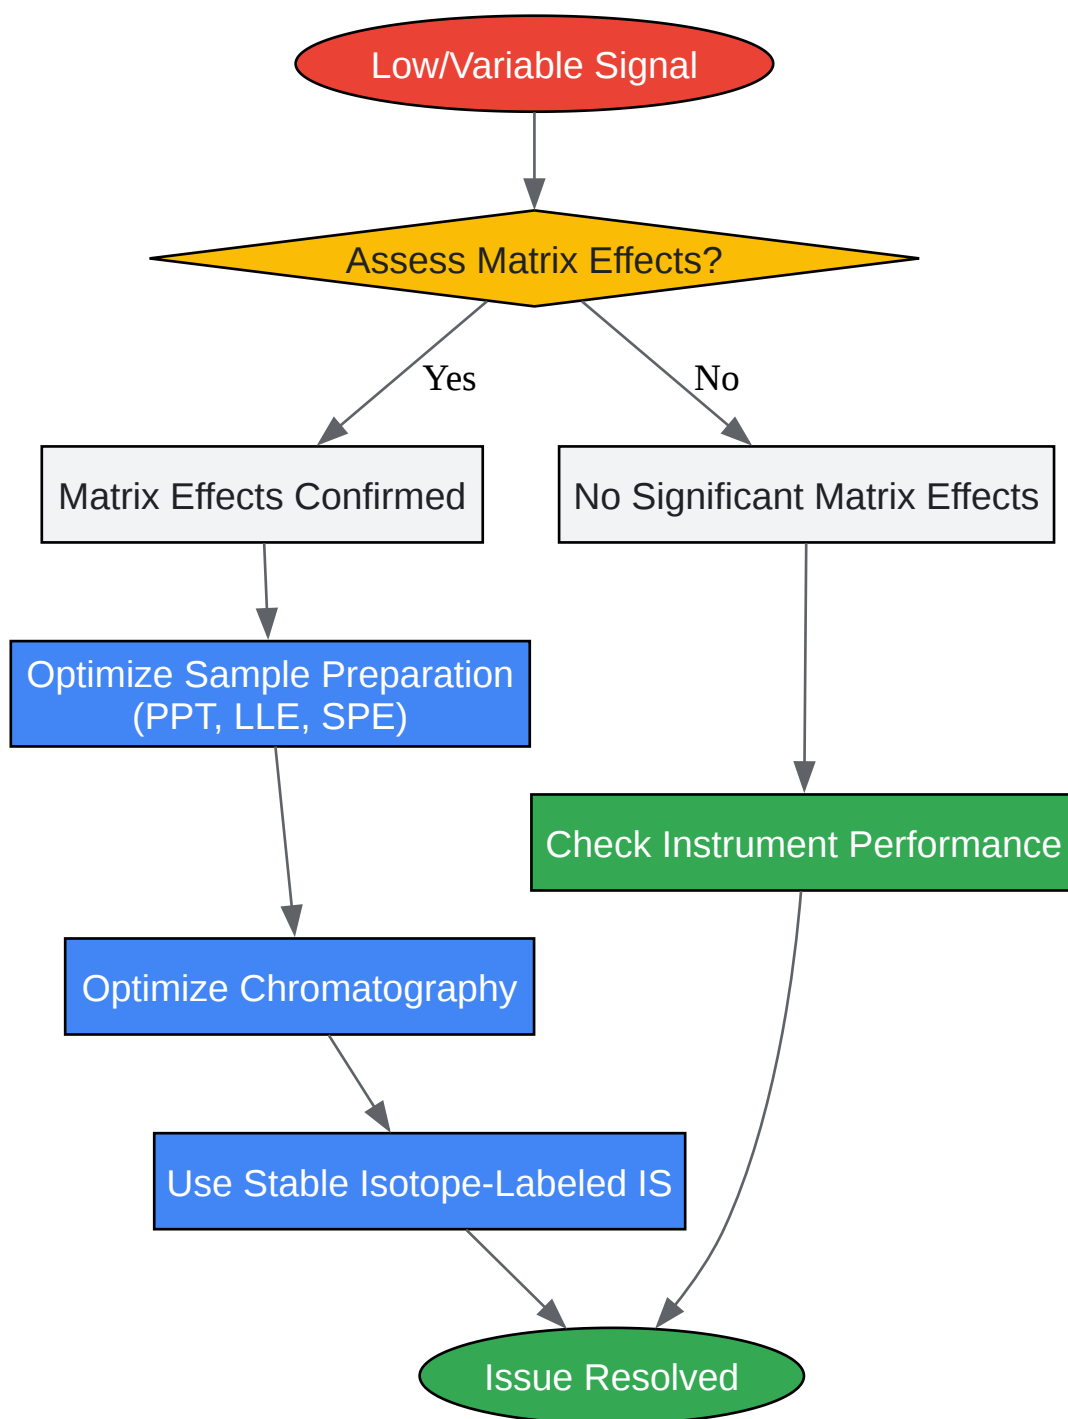 Low/Variable Signal
Assess Matrix Effects?
Yes
No
Matrix Effects Confirmed
No Significant Matrix Effects
Optimize Sample Preparation
(PPT, LLE, SPE)
Check Instrument Performance
Optimize Chromatography
Use Stable Isotope-Labeled IS
Issue Resolved